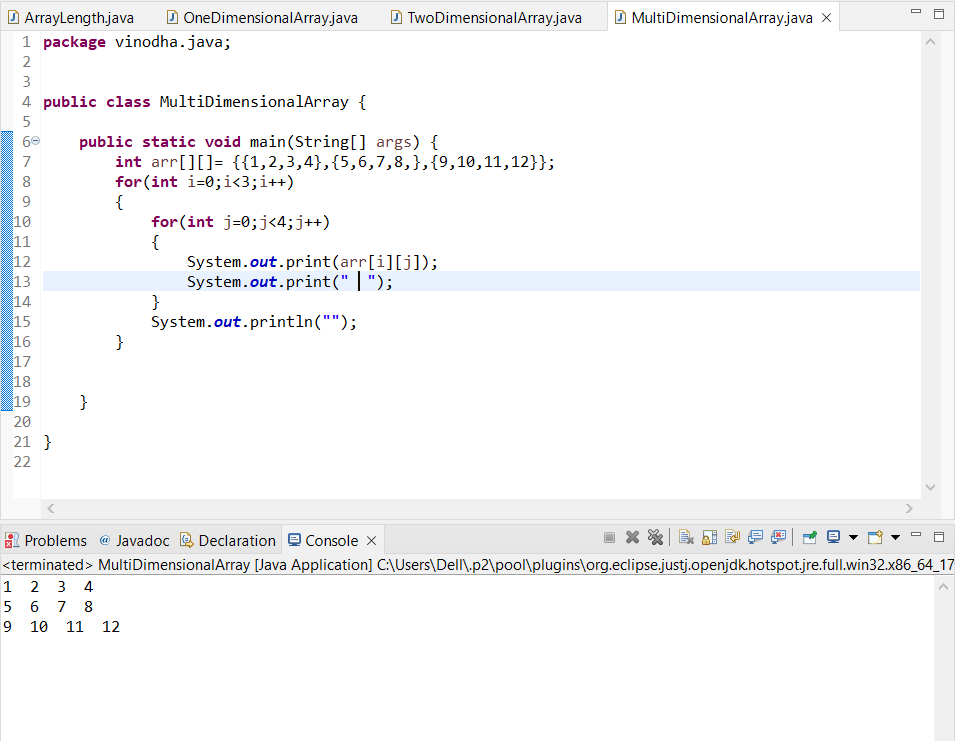 ArrayLength.java OneDimensionalArray.java TwoDimensionalArray.java MultiDimensionalArray.java
1 package vinodha.java;
2
3
4 public class MultiDimensionalArray {
5
6 public static void main(String[] args) {
7 int arr[][]= {{1,2,3,4},{5,6,7,8,},{9,10,11,12}};
8 for(int i=0;i<3;i++)
9 {
10 for(int j=0;j<4;j++)
11 {
12 System.out.print(arr[i][j]);
13 System.out.print("  ");
14 }
15 System.out.println("");
16 }
17
18
19 }
20
21 }
22
Problems Javadoc Declaration Console
<terminated> MultiDimensionalArray [Java Application] C:\Users\Dell\.p2\pool\plugins\org.eclipse.justj.openjdk.hotspot.jre.full.win32.x86_64_17
1 2 3 4
5 6 7 8
9 10 11 12